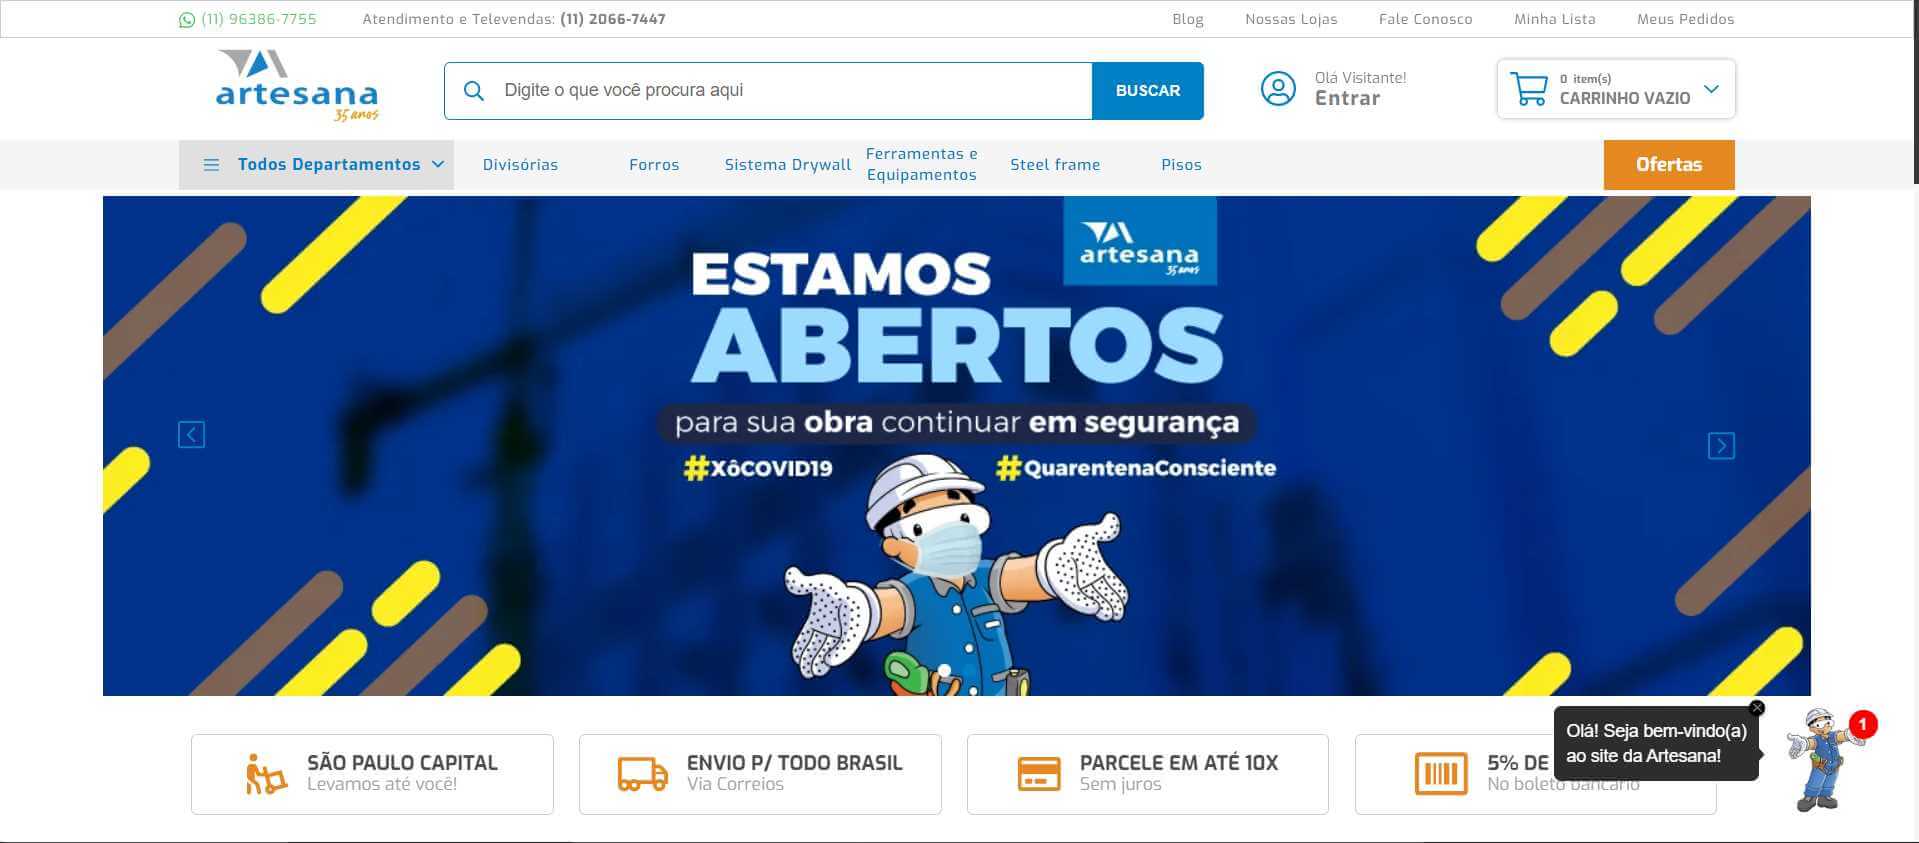 (11) 96386-7755
Atendimento e Televendas: (11) 2066-7447
Blog
Nossas Lojas
Fale Conosco
Minha Lista
Meus Pedidos
artesana
35 anos
Digite o que você procura aqui
BUSCAR
Olá Visitante!
Entrar
0 item(s)
CARRINHO VAZIO
Todos Departamentos
Divisórias
Forros
Sistema Drywall
Ferramentas e
Equipamentos
Steel frame
Pisos
Ofertas
artesana
35 anos
ESTAMOS
ABERTOS
para sua obra continuar em segurança
#XôCOVID19
#QuarentenaConsciente
SÃO PAULO CAPITAL
Levamos até você!
ENVIO P/ TODO BRASIL
Via Correios
PARCELE EM ATÉ 10X
Sem juros
5% DE
No boleto bancário
Olá! Seja bem-vindo(a)
ao site da Artesana!
1